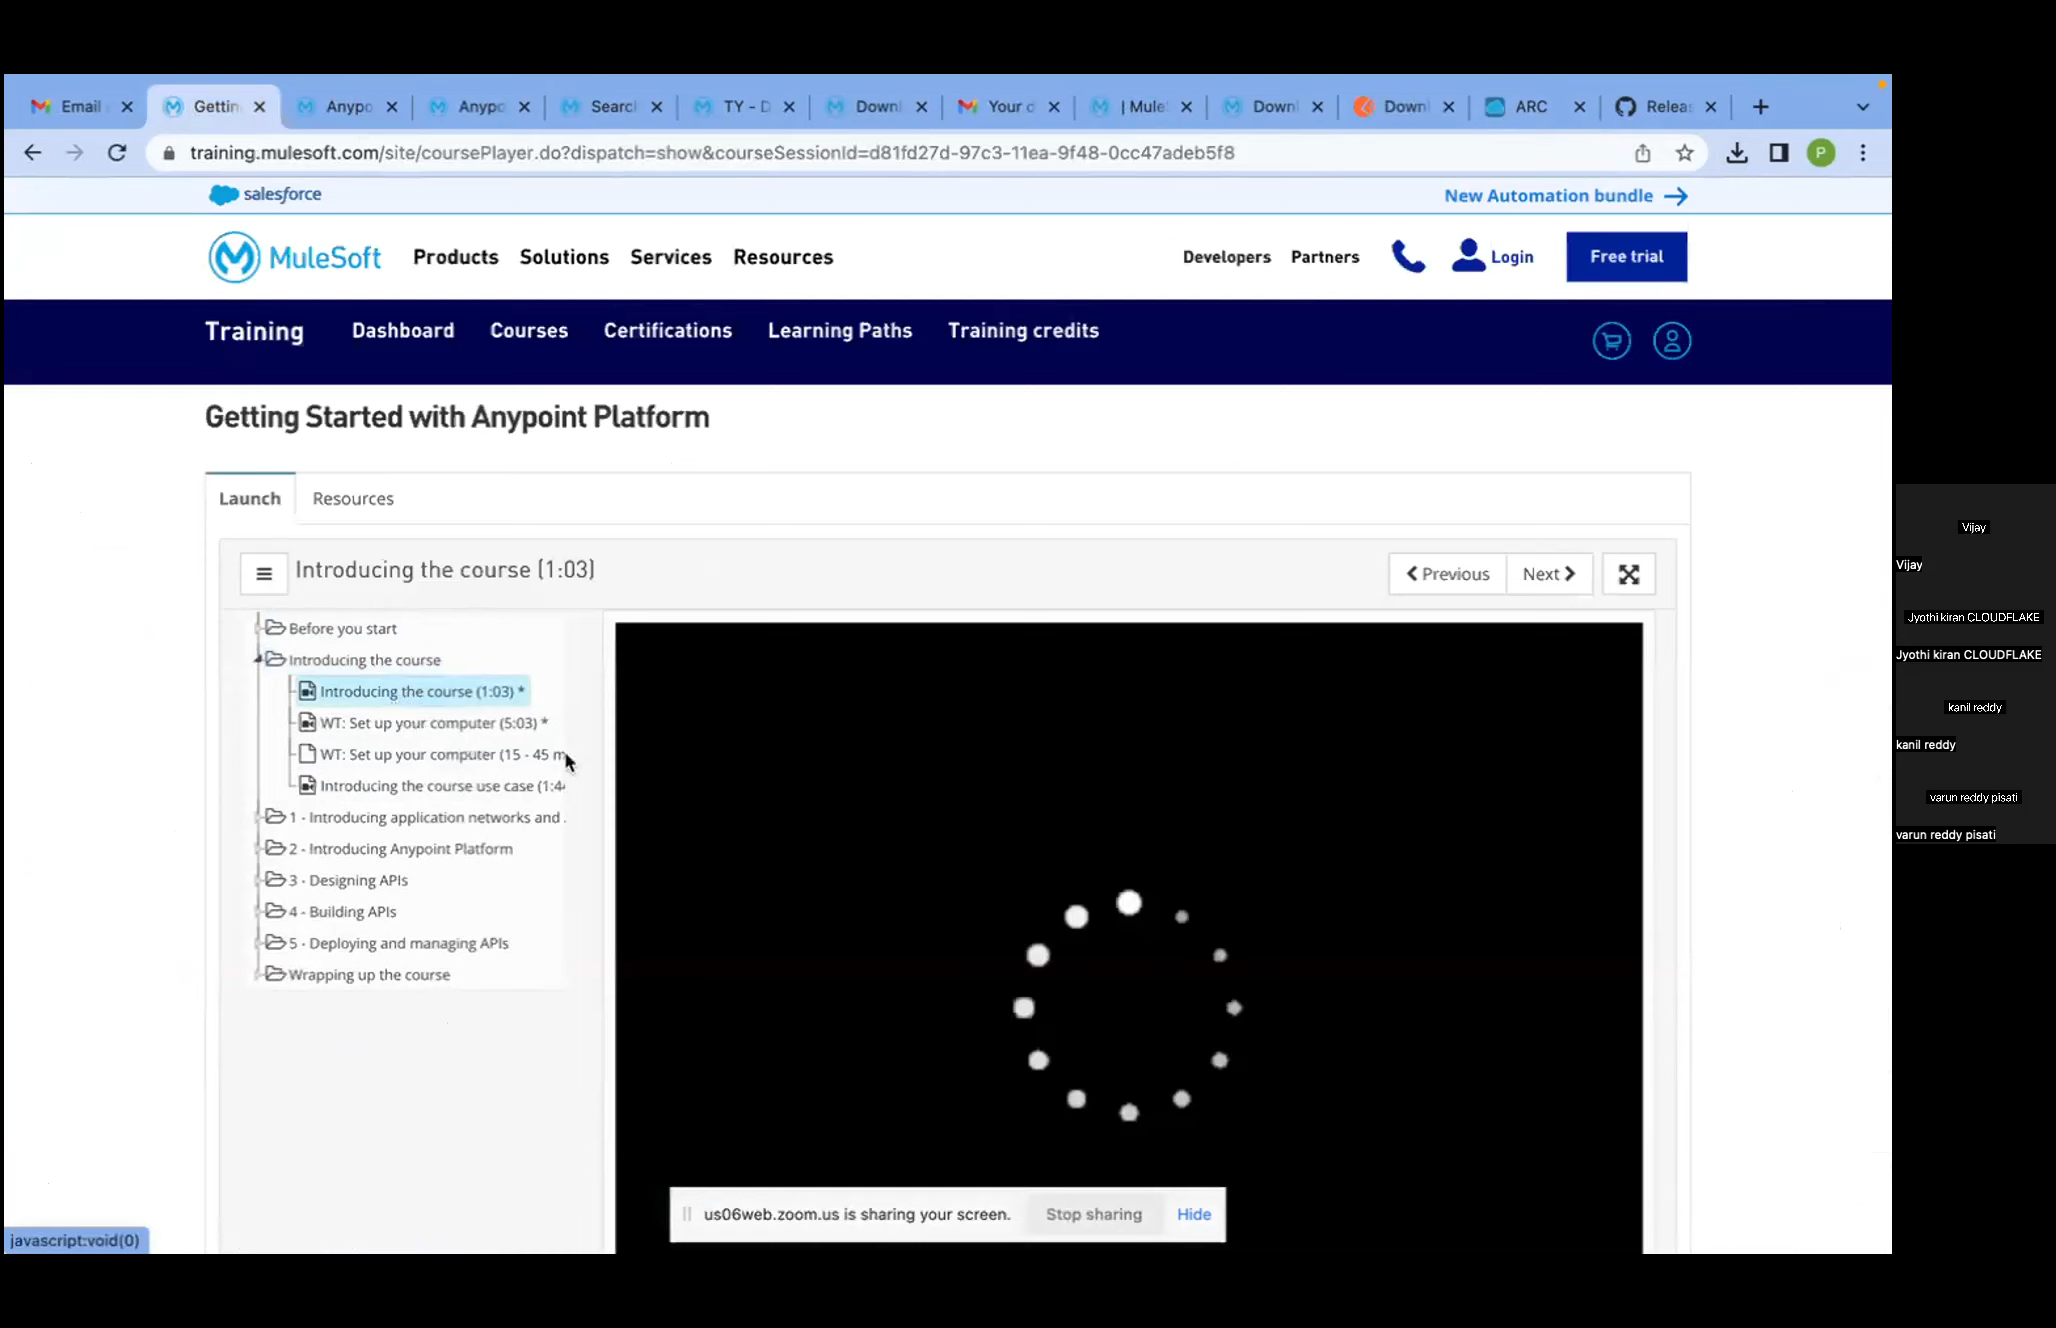 Email
Gettin
Anypo
Anypo
Searcl
TY - D
Downl
Your d
| Mule
Downl
Downl
ARC
Relea
training.mulesoft.com/site/coursePlayer.do?dispatch=show&courseSessionId=d81fd27d-97c3-11ea-9f48-0cc47adeb5f8
P
salesforce
New Automation bundle
MuleSoft Products Solutions Services Resources
Developers Partners Login Free trial
Training Dashboard Courses Certifications Learning Paths Training credits
Getting Started with Anypoint Platform
Launch Resources
Introducing the course (1:03)
Previous Next
Before you start
Introducing the course
Introducing the course (1:03) *
WT: Set up your computer (5:03) *
WT: Set up your computer (15 - 45 m
Introducing the course use case (1:4
1 - Introducing application networks and .
2 - Introducing Anypoint Platform
3 - Designing APIs
4 - Building APIs
5 - Deploying and managing APIs
Wrapping up the course
us06web.zoom.us is sharing your screen. Stop sharing Hide
javascript:void(0)
Vijay
Vijay
Jyothi kiran CLOUDFLAKE
Jyothi kiran CLOUDFLAKE
kanil reddy
kanil reddy
varun reddy pisati
varun reddy pisati